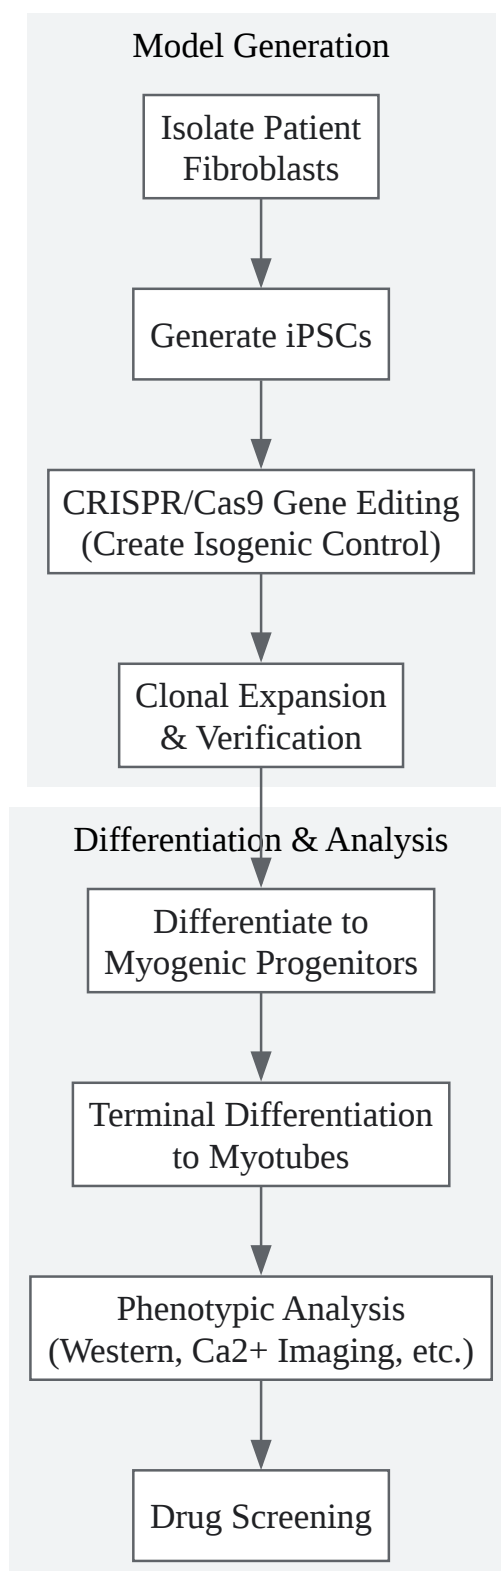 Model Generation
Isolate Patient
Fibroblasts
Generate iPSCs
CRISPR/Cas9 Gene Editing
(Create Isogenic Control)
Clonal Expansion
& Verification
Differentiation & Analysis
Differentiate to
Myogenic Progenitors
Terminal Differentiation
to Myotubes
Phenotypic Analysis
(Western, Ca2+ Imaging, etc.)
Drug Screening